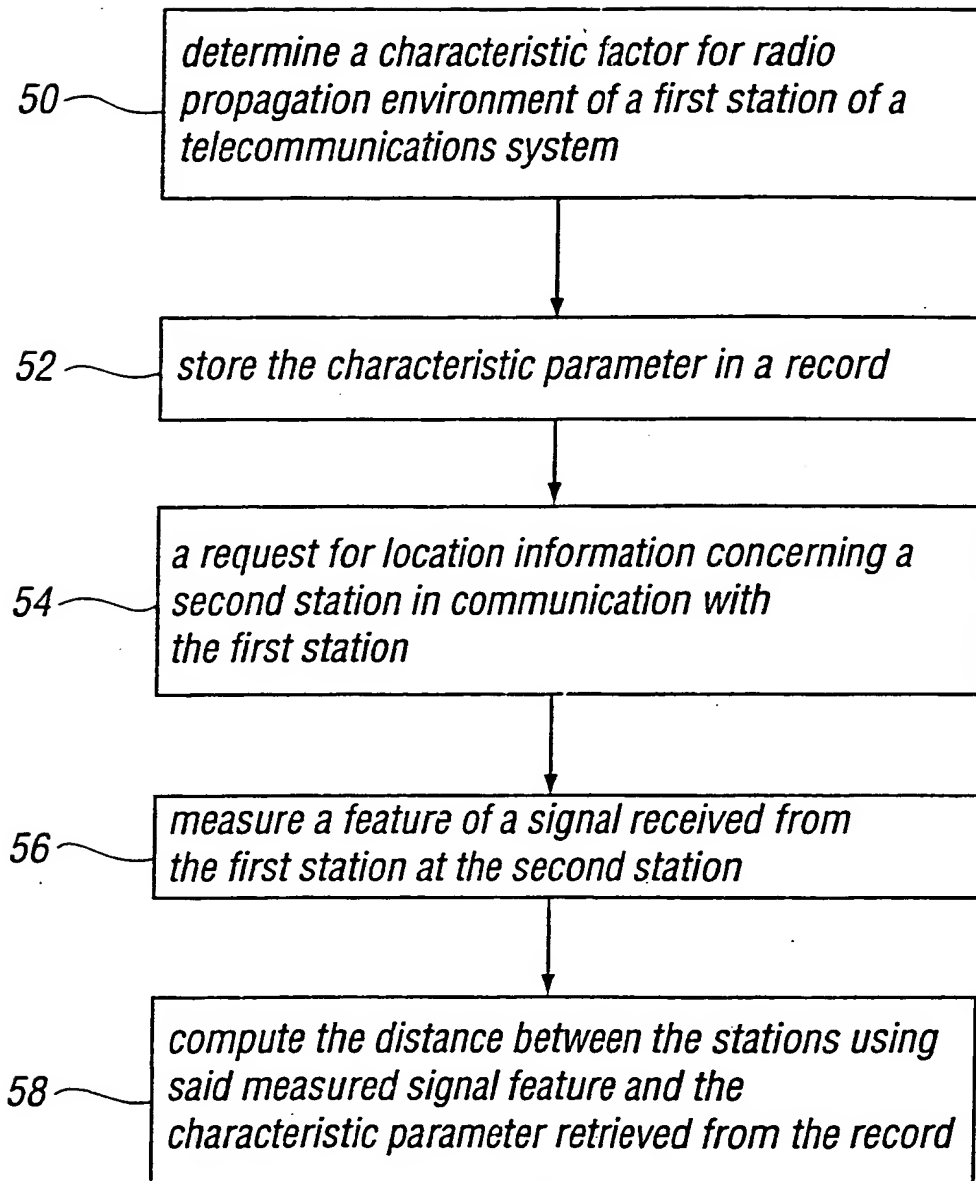 50
determine a characteristic factor for radio
propagation environment of a first station of a
telecommunications system
52
store the characteristic parameter in a record
54
a request for location information concerning a
second station in communication with
the first station
56
measure a feature of a signal received from
the first station at the second station
58
compute the distance between the stations using
said measured signal feature and the
characteristic parameter retrieved from the record